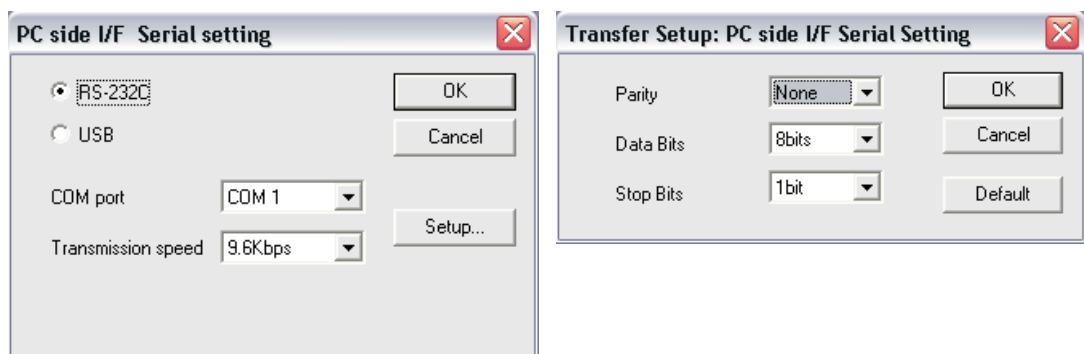 PC side I/F Serial setting
RS-232C
USB
OK
Cancel
COM port
COM 1
Transmission speed
9.6Kbps
Setup...
Transfer Setup: PC side I/F Serial Setting
Parity
None
OK
Data Bits
8bits
Cancel
Stop Bits
1bit
Default